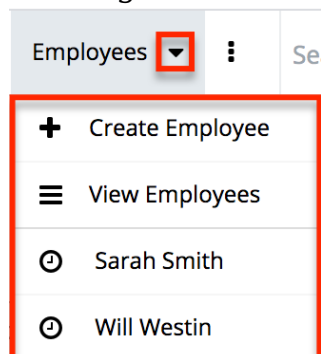 Employees Se
Create Employee
View Employees
Sarah Smith
Will Westin